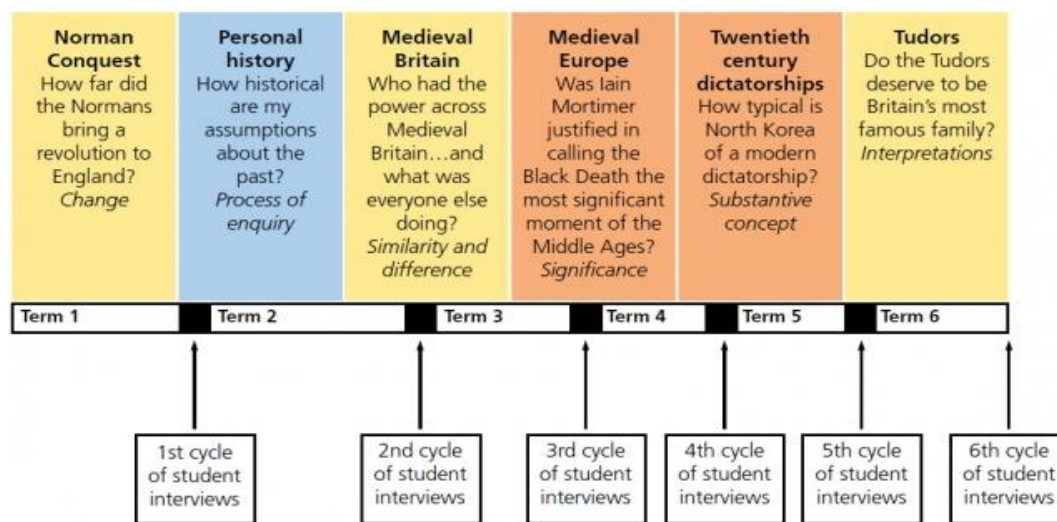 Norman
Conquest
How far did
the Normans
bring a
revolution to
England?
Change
Personal
history
How historical
are my
assumptions
about the
past?
Process of
enquiry
Medieval
Britain
Who had the
power across
Medieval
Britain...and
what was
everyone else
doing?
Similarity and
difference
Medieval
Europe
Was Iain
Mortimer
justified in
calling the
Black Death the
most significant
moment of the
Middle Ages?
Significance
Twentieth
century
dictatorships
How typical is
North Korea
of a modern
dictatorship?
Substantive
concept
Tudors
Do the Tudors
deserve to be
Britain's most
famous family?
Interpretations
Term 1
Term 2
Term 3
Term 4
Term 5
Term 6
1st cycle
of student
interviews
2nd cycle
of student
interviews
3rd cycle
of student
interviews
4th cycle
of student
interviews
5th cycle
of student
interviews
6th cycle
of student
interviews